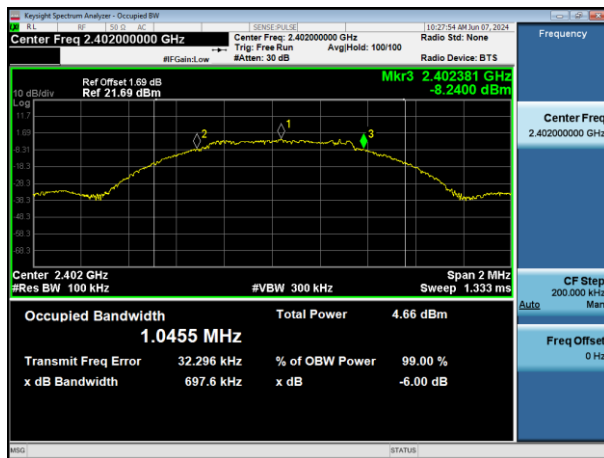 Keysight Spectrum Analyzer - Occupied BW
RL RF 50 Ω AC SENSE:PULSE 10:27:54 AM Jun 07, 2024
Center Freq 2.402000000 GHz Center Freq: 2.402000000 GHz Radio Std: None
Trig: Free Run Avg|Hold: 100/100
#IFGain:Low #Atten: 30 dB Radio Device: BTS
Frequency
Mkr3 2.402381 GHz
-8.2400 dBm
Ref Offset 1.69 dB
10 dB/div Ref 21.69 dBm
Log
11.7
1.69
-8.31
-18.3
-28.3
-38.3
-48.3
-58.3
-68.3
2 1 3
Center 2.402 GHz Span 2 MHz
#Res BW 100 kHz #VBW 300 kHz Sweep 1.333 ms
Occupied Bandwidth Total Power 4.66 dBm
1.0455 MHz
Transmit Freq Error 32.296 kHz % of OBW Power 99.00 %
x dB Bandwidth 697.6 kHz x dB -6.00 dB
Center Freq
2.402000000 GHz
CF Step
200.000 kHz
Auto Man
Freq Offset
0 Hz
MSG STATUS